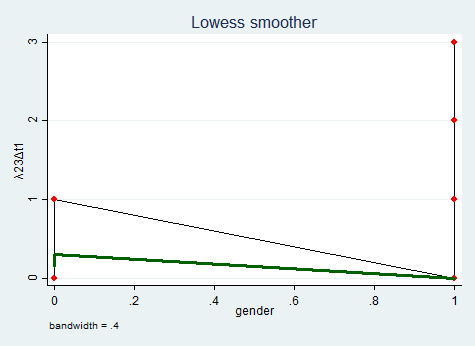 Lowess smoother
3
2
1
0
λ23Δt1
0 .2 .4 .6 .8 1
gender
bandwidth = .4